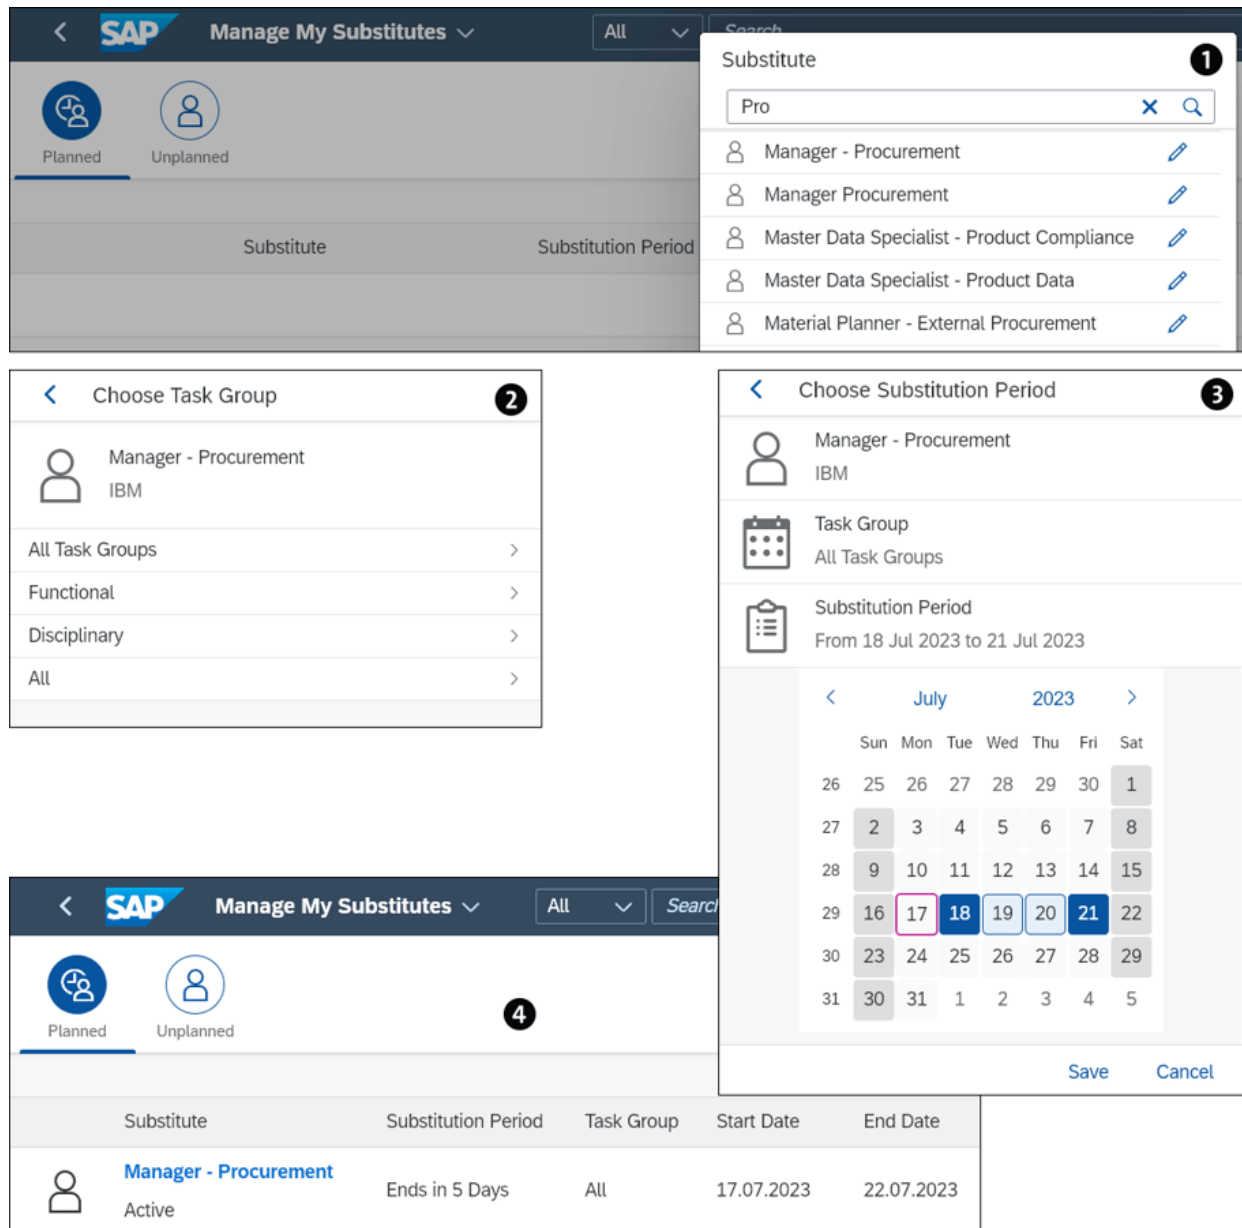 SAP Manage My Substitutes All Search
Planned Unplanned
Substitute Substitution Period
Substitute 1
Pro
Manager - Procurement
Manager Procurement
Master Data Specialist - Product Compliance
Master Data Specialist - Product Data
Material Planner - External Procurement
Choose Task Group 2
Manager - Procurement
IBM
All Task Groups
Functional
Disciplinary
All
Choose Substitution Period 3
Manager - Procurement
IBM
Task Group
All Task Groups
Substitution Period
From 18 Jul 2023 to 21 Jul 2023
July 2023
Sun Mon Tue Wed Thu Fri Sat
26 25 26 27 28 29 30 1
27 2 3 4 5 6 7 8
28 9 10 11 12 13 14 15
29 16 17 18 19 20 21 22
30 23 24 25 26 27 28 29
31 30 31 1 2 3 4 5
Save Cancel
SAP Manage My Substitutes All Searc
Planned Unplanned
4
Substitute Substitution Period Task Group Start Date End Date
Manager - Procurement
Active
Ends in 5 Days All 17.07.2023 22.07.2023